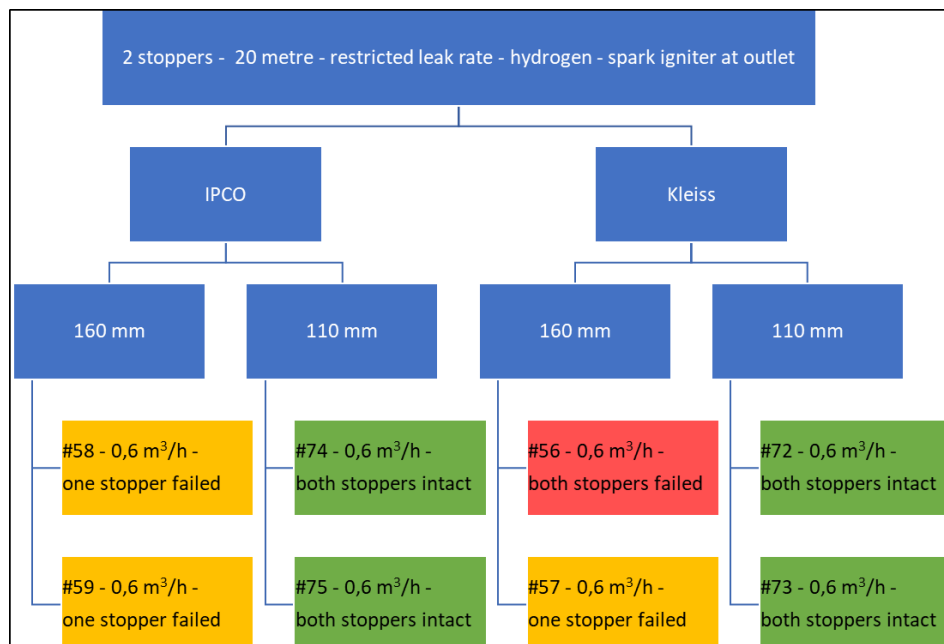 2 stoppers - 20 metre - restricted leak rate - hydrogen - spark igniter at outlet
IPCO
Kleiss
160 mm
110 mm
160 mm
110 mm
#58 - 0,6 m³/h -
one stopper failed
#74 - 0,6 m³/h -
both stoppers intact
#56 - 0,6 m³/h -
both stoppers failed
#72 - 0,6 m³/h -
both stoppers intact
#59 - 0,6 m³/h -
one stopper failed
#75 - 0,6 m³/h -
both stoppers intact
#57 - 0,6 m³/h -
one stopper failed
#73 - 0,6 m³/h -
both stoppers intact